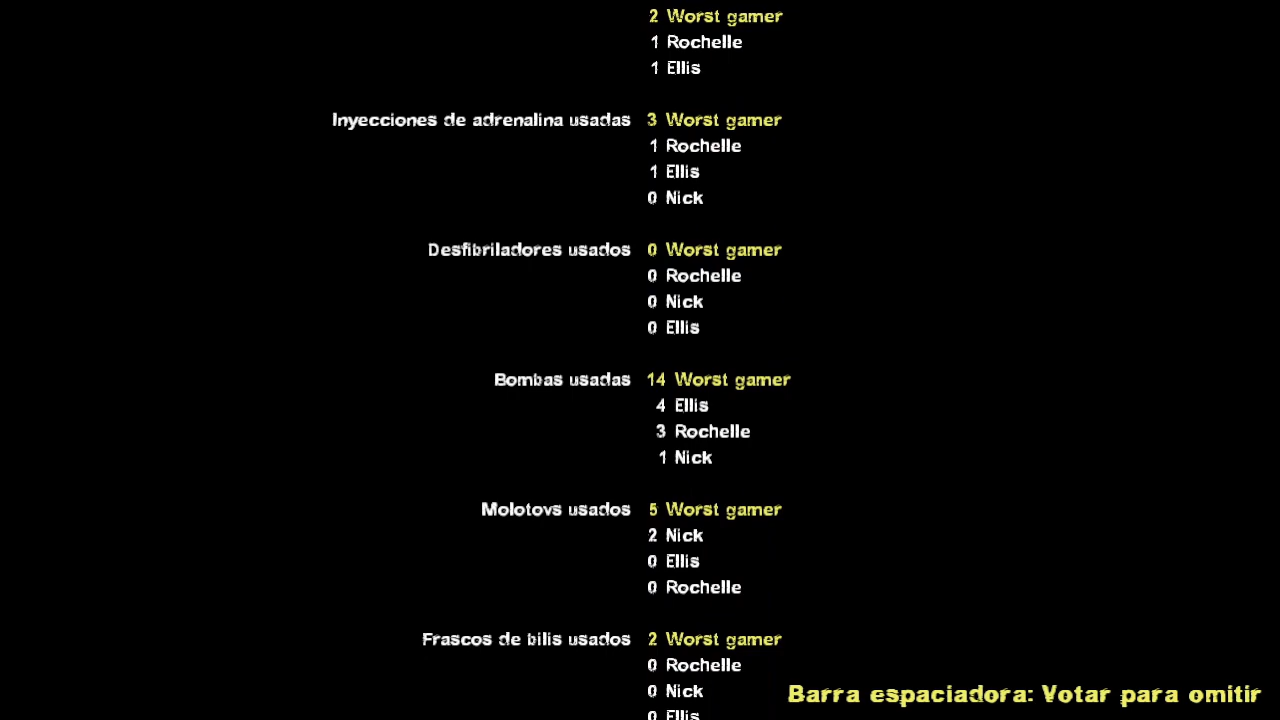 2 Worst gamer
1 Rochelle
1 Ellis
Inyecciones de adrenalina usadas 3 Worst gamer
1 Rochelle
1 Ellis
0 Nick
Desfibriladores usados 0 Worst gamer
0 Rochelle
0 Nick
0 Ellis
Bombas usadas 14 Worst gamer
4 Ellis
3 Rochelle
1 Nick
Molotovs usados 5 Worst gamer
2 Nick
0 Ellis
0 Rochelle
Frascos de bilis usados 2 Worst gamer
0 Rochelle
0 Nick
0 Ellis
Barra espaciadora: Votar para omitir